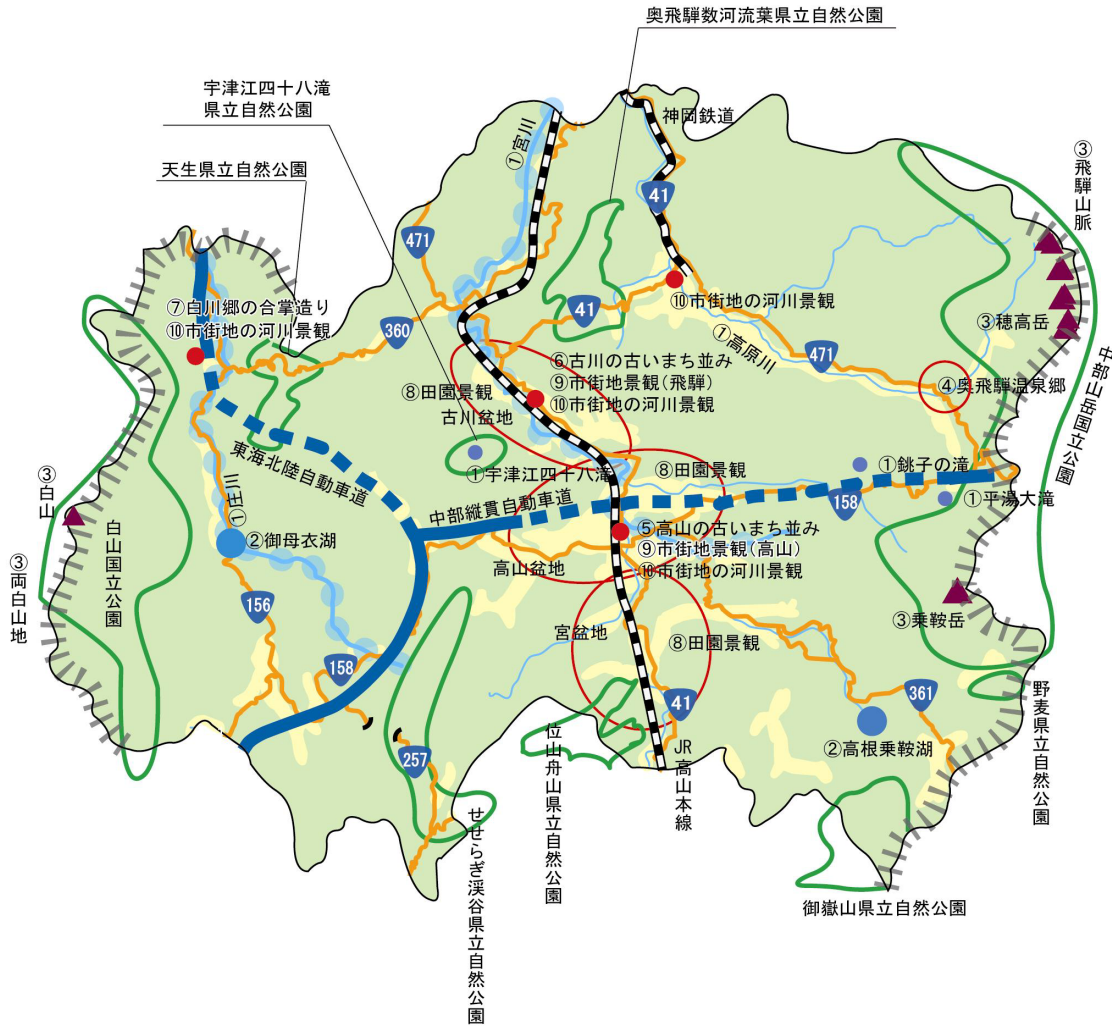 奥飛騨数河流葉県立自然公園
宇津江四十八滝
県立自然公園
天生県立自然公園
神岡鉄道
①宮川
41
471
③飛騨山脈
⑦白川郷の合掌造り
⑩市街地の河川景観
360
41
⑩市街地の河川景観
①高原川
471
③穂高岳
中部山岳国立公園
⑥古川の古いまち並み
⑨市街地景観(飛騨)
⑩市街地の河川景観
⑧田園景観
古川盆地
④奥飛騨温泉郷
東海北陸自動車道
①宇津江四十八滝
⑧田園景観
①銚子の滝
①平湯大滝
158
中部縦貫自動車道
①庄川
③白山
白山国立公園
③両白山地
②御母衣湖
⑤高山の古いまち並み
⑨市街地景観(高山)
⑩市街地の河川景観
高山盆地
156
宮盆地
⑧田園景観
③乗鞍岳
158
41
361
②高根乗鞍湖
野麦県立自然公園
257
位山舟山県立自然公園
JR高山本線
せせらぎ渓谷県立自然公園
御嶽山県立自然公園